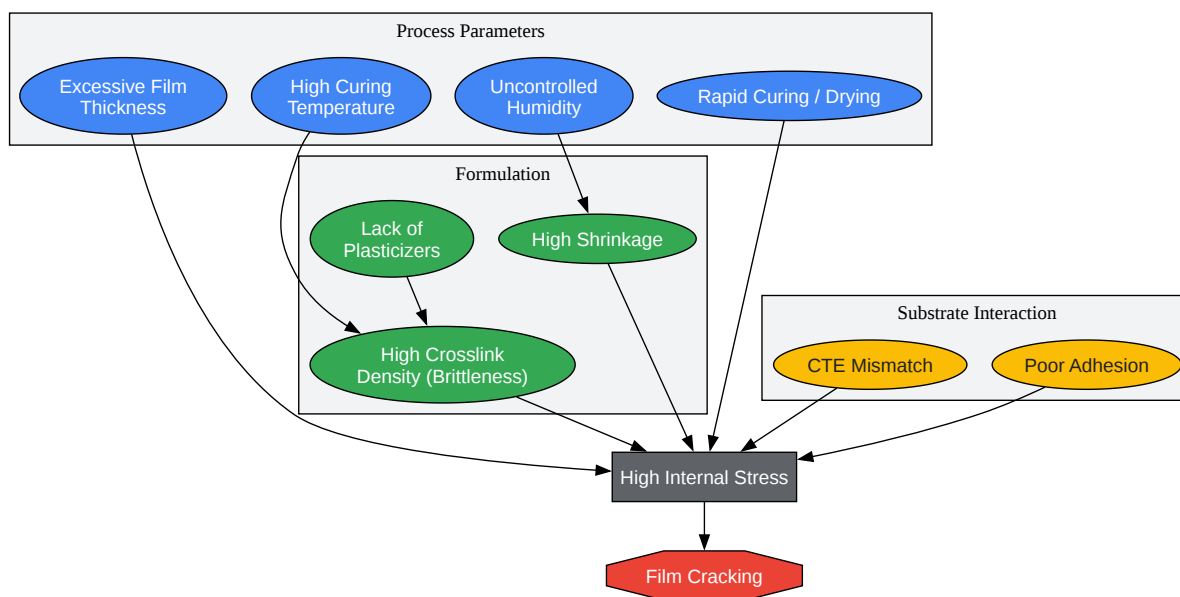 Process Parameters
Excessive Film
Thickness
High Curing
Temperature
Uncontrolled
Humidity
Rapid Curing / Drying
Formulation
Lack of
Plasticizers
High Shrinkage
High Crosslink
Density (Brittleness)
Substrate Interaction
CTE Mismatch
Poor Adhesion
High Internal Stress
Film Cracking